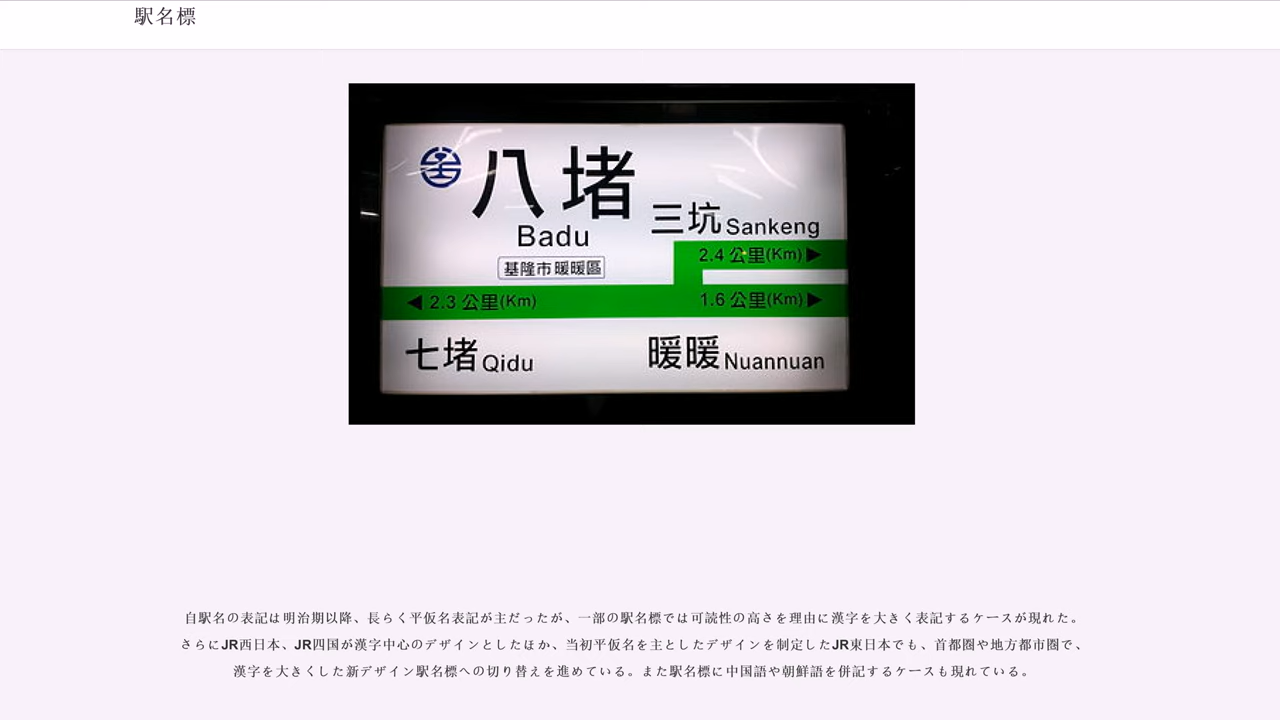 駅名標
八堵
Badu
基隆市暖暖區
三坑 Sankeng
2.4 公里(Km) ▶
◀ 2.3 公里(Km)
1.6 公里(Km) ▶
七堵 Qidu
暖暖 Nuannuan
自駅名の表記は明治期以降、長らく平仮名表記が主だったが、一部の駅名標では可読性の高さを理由に漢字を大きく表記するケースが現れた。
さらにJR西日本、JR四国が漢字中心のデザインとしたほか、当初平仮名を主としたデザインを制定したJR東日本でも、首都圏や地方都市圏で、
漢字を大きくした新デザイン駅名標への切り替えを進めている。また駅名標に中国語や朝鮮語を併記するケースも現れている。